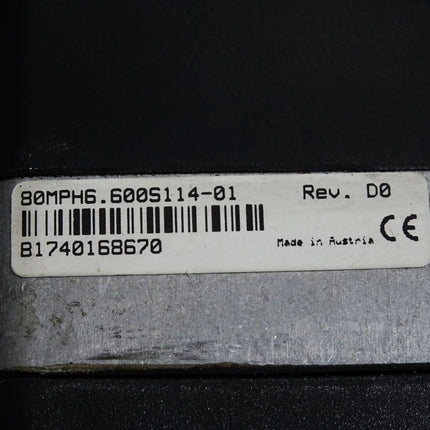 80MPH6.600S114-01 Rev. D0
B1740168670 Made in Austria CE